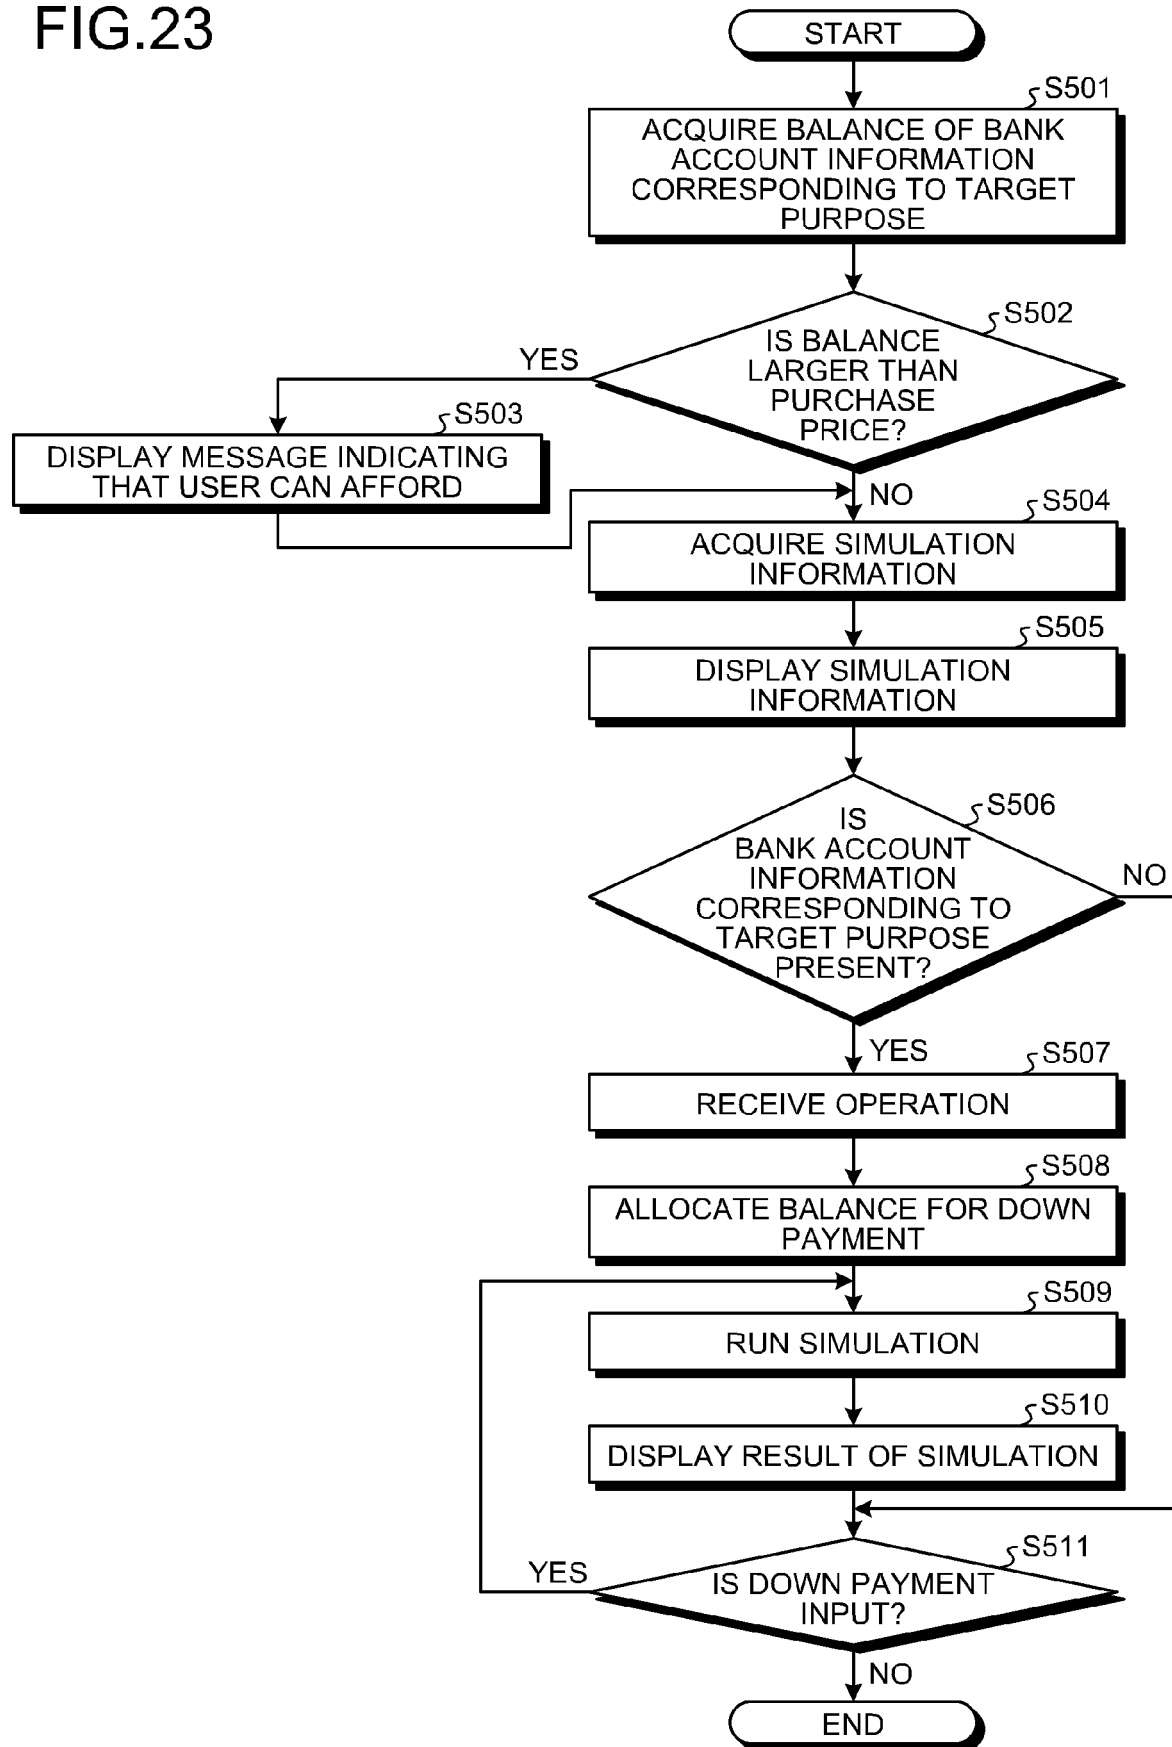 FIG.23
START
S501
ACQUIRE BALANCE OF BANK
ACCOUNT INFORMATION
CORRESPONDING TO TARGET
PURPOSE
S502
IS BALANCE
LARGER THAN
PURCHASE
PRICE?
YES
S503
DISPLAY MESSAGE INDICATING
THAT USER CAN AFFORD
NO
S504
ACQUIRE SIMULATION
INFORMATION
S505
DISPLAY SIMULATION
INFORMATION
S506
IS
BANK ACCOUNT
INFORMATION
CORRESPONDING TO
TARGET PURPOSE
PRESENT?
NO
YES
S507
RECEIVE OPERATION
S508
ALLOCATE BALANCE FOR DOWN
PAYMENT
S509
RUN SIMULATION
S510
DISPLAY RESULT OF SIMULATION
S511
IS DOWN PAYMENT
INPUT?
YES
NO
END